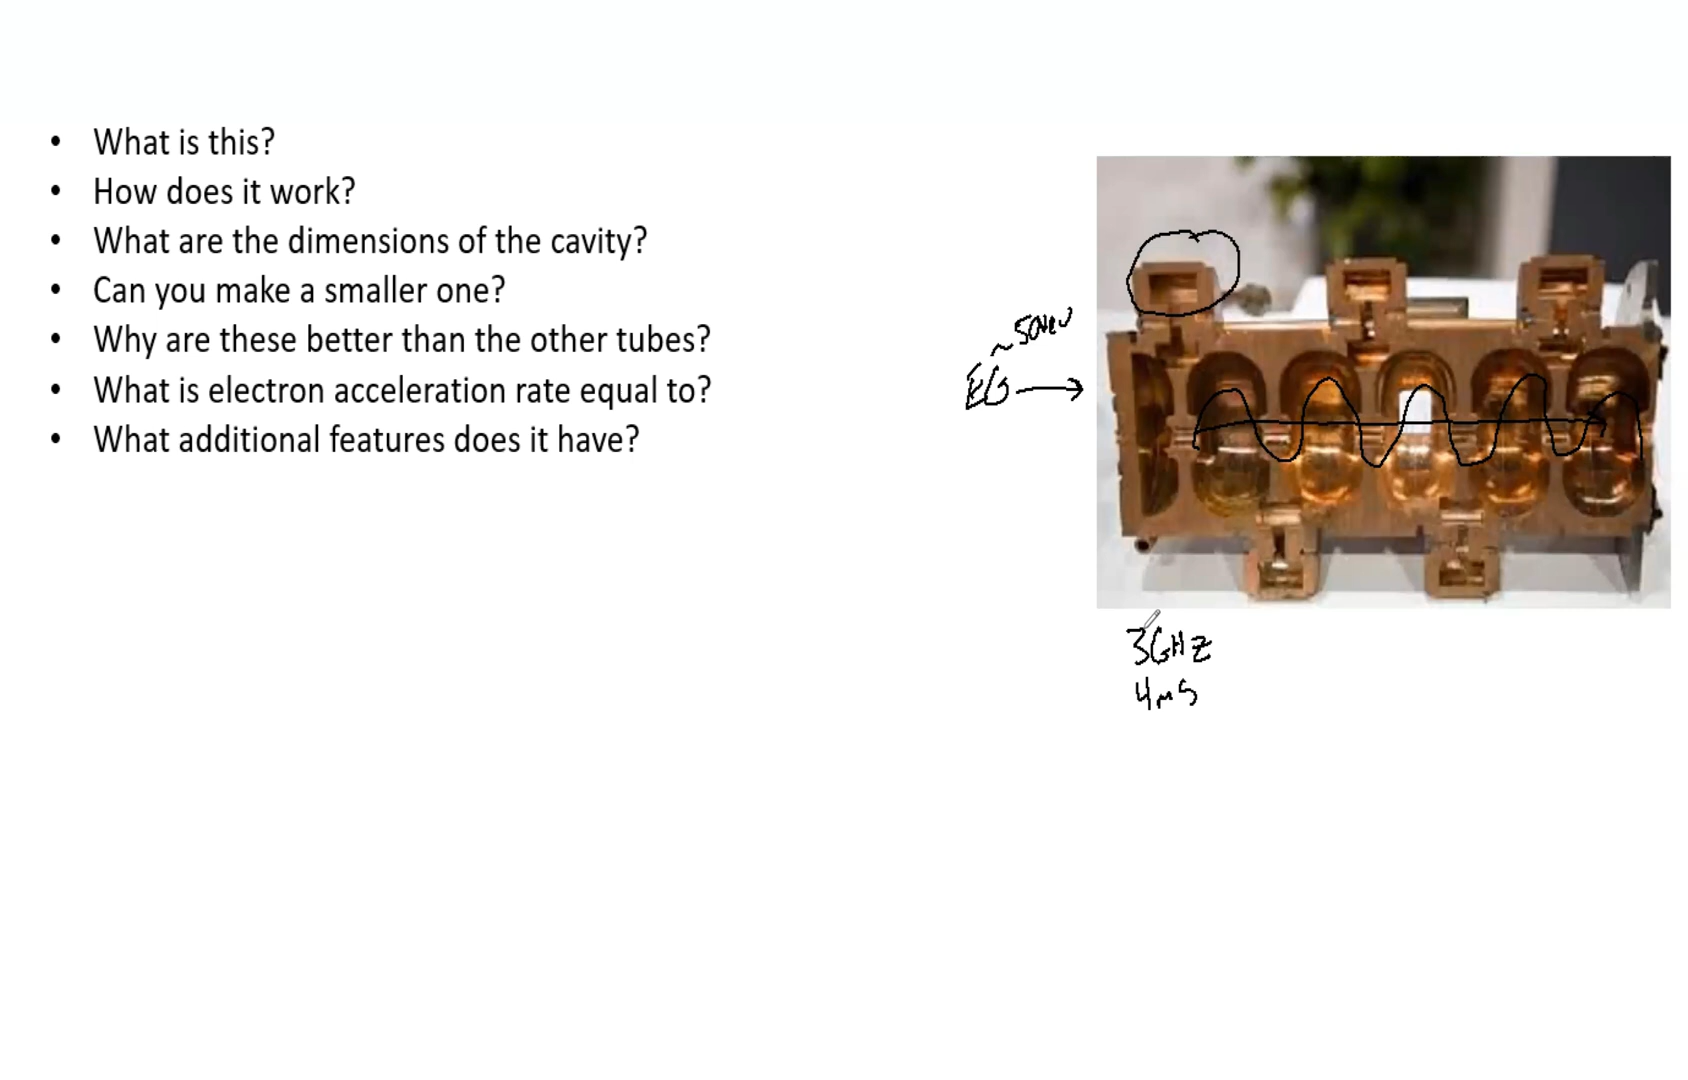 • What is this?
• How does it work?
• What are the dimensions of the cavity?
• Can you make a smaller one?
• Why are these better than the other tubes?
• What is electron acceleration rate equal to?
• What additional features does it have?
EG
3GHz
4μs